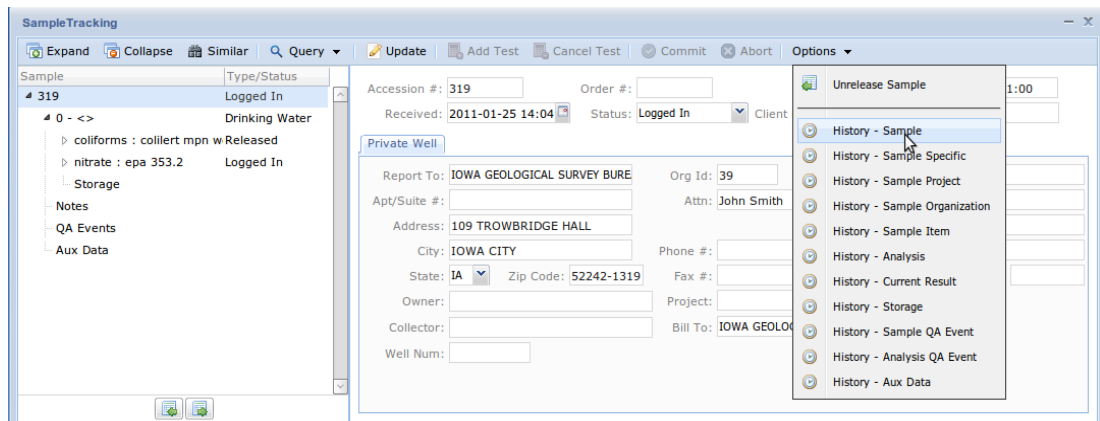 SampleTracking
Expand Collapse Similar Query Update Add Test Cancel Test Commit Abort Options
Sample Type/Status
319 Logged In
0 - <> Drinking Water
coliforms : colilert mpn w Released
nitrate : epa 353.2 Logged In
Storage
Notes
QA Events
Aux Data
Accession #: 319 Order #: 1:00
Received: 2011-01-25 14:04 Status: Logged In Client
Private Well
Report To: IOWA GEOLOGICAL SURVEY BURE Org Id: 39
Apt/Suite #: Attn: John Smith
Address: 109 TROWBRIDGE HALL
City: IOWA CITY Phone #:
State: IA Zip Code: 52242-1319 Fax #:
Owner: Project:
Collector: Bill To: IOWA GEOLO
Well Num:
Unrelease Sample
History - Sample
History - Sample Specific
History - Sample Project
History - Sample Organization
History - Sample Item
History - Analysis
History - Current Result
History - Storage
History - Sample QA Event
History - Analysis QA Event
History - Aux Data